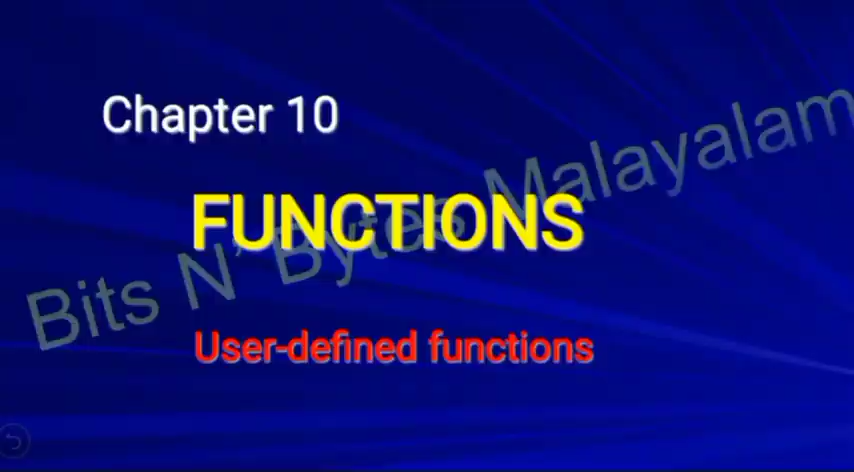 Chapter 10
FUNCTIONS
Bits N' Bytes Malayalam
User-defined functions